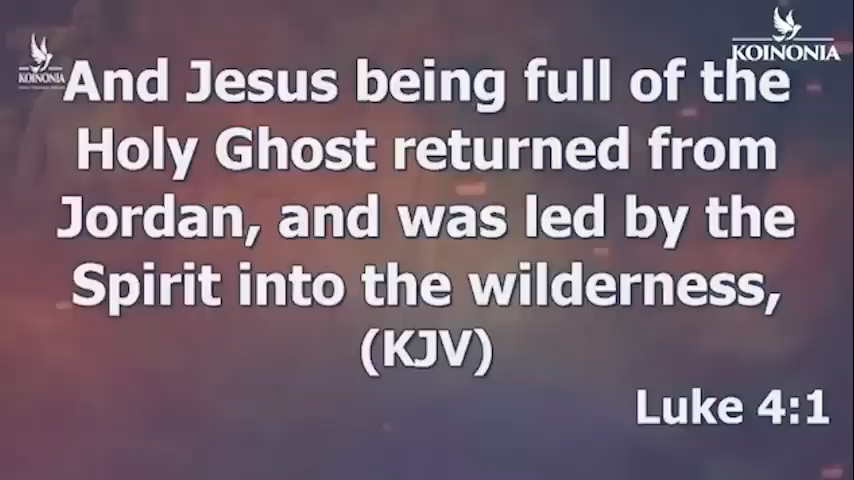 KOINONIA
KOINONIA
And Jesus being full of the
Holy Ghost returned from
Jordan, and was led by the
Spirit into the wilderness,
(KJV)
Luke 4:1